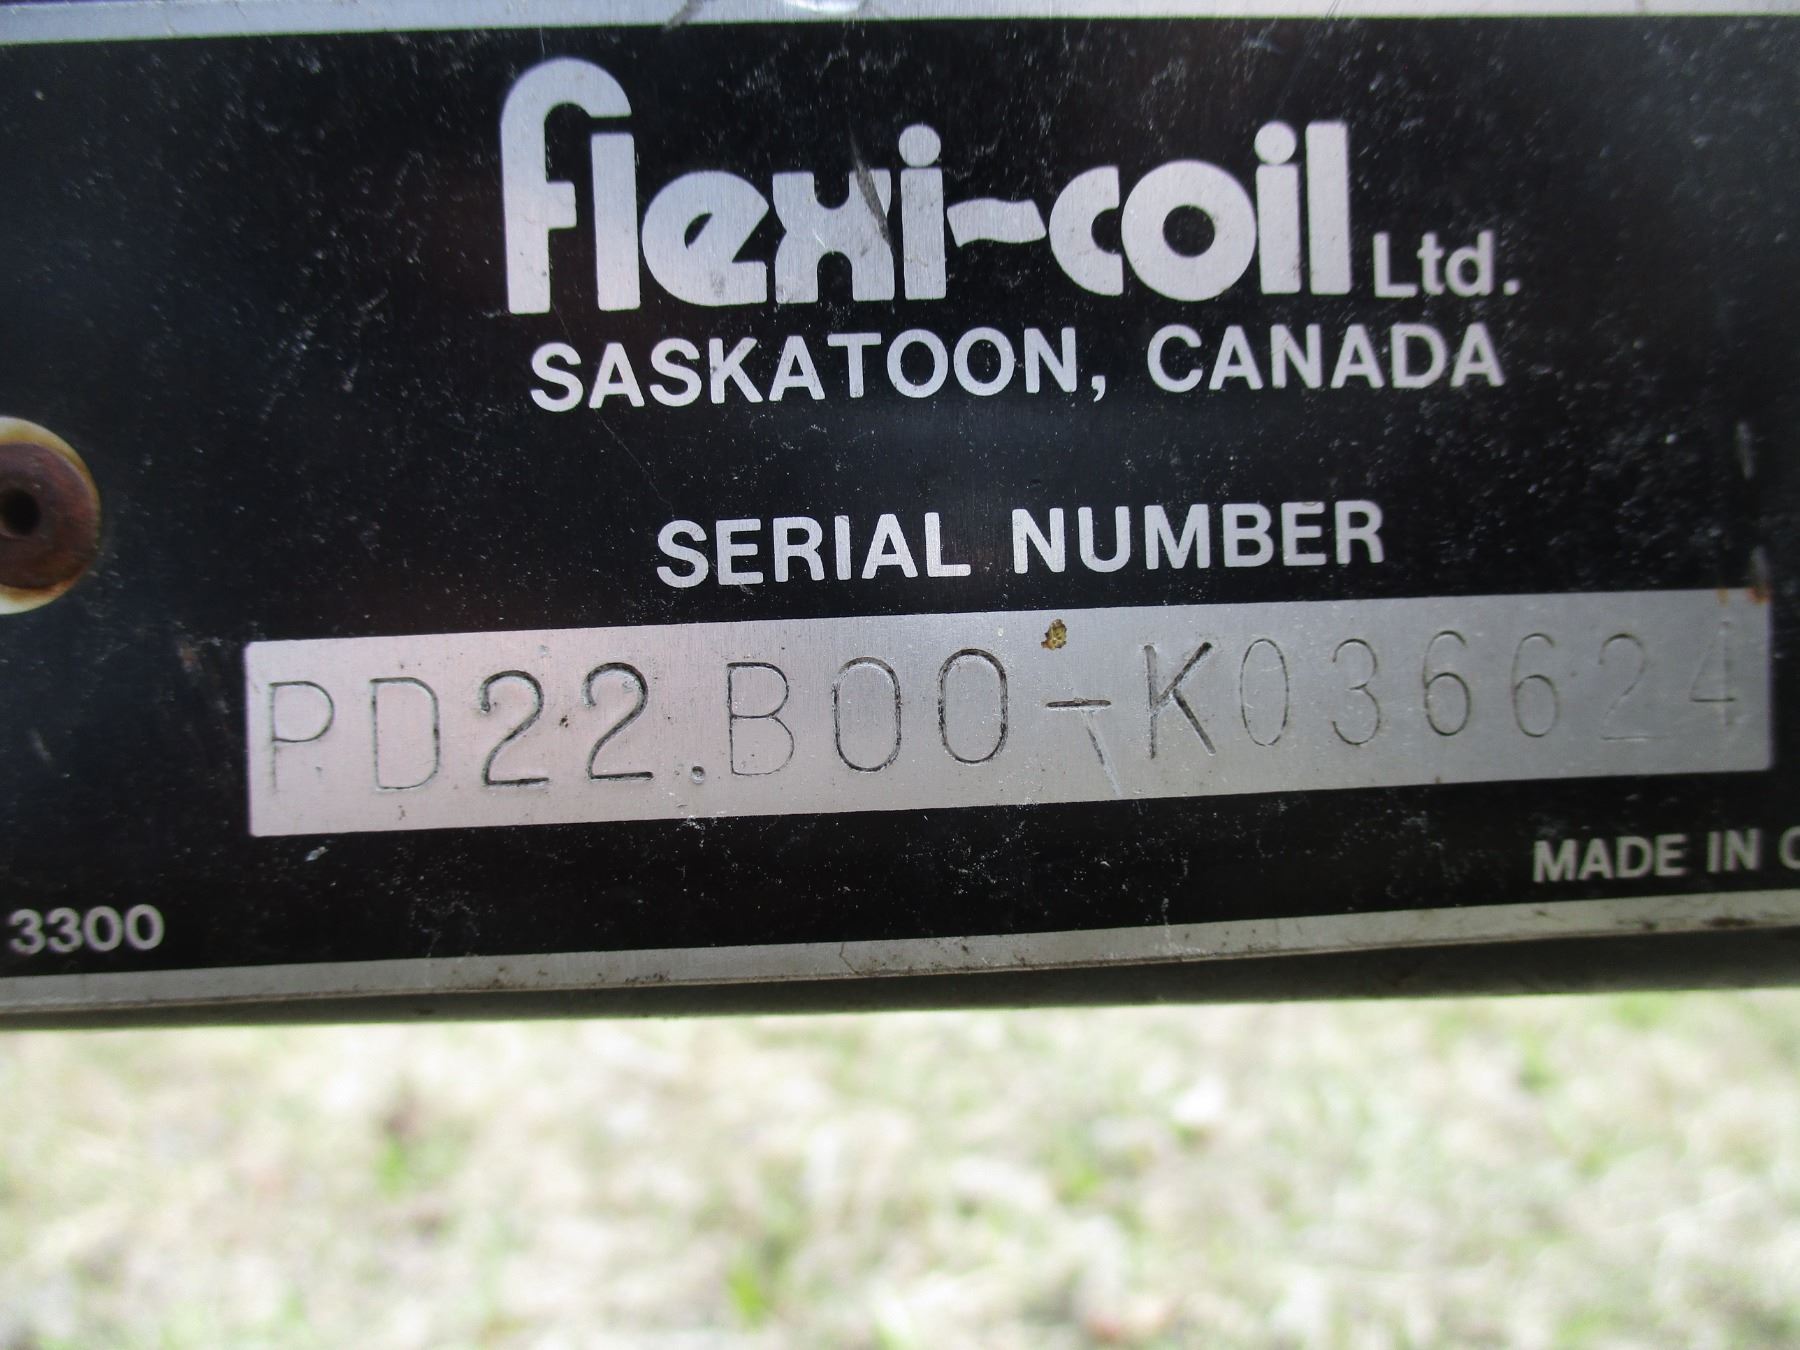 flexi-coil Ltd.
SASKATOON, CANADA
SERIAL NUMBER
PD22.B00-K036624
MADE IN C
3300